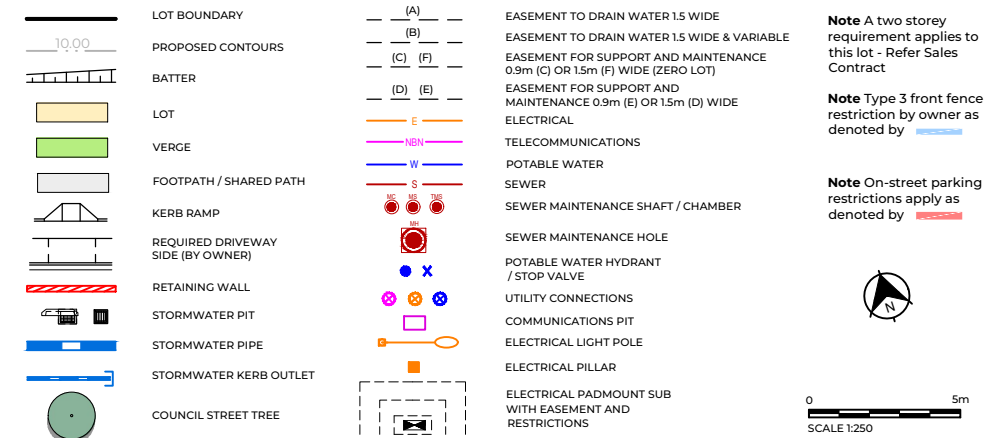 LOT BOUNDARY
10.00
PROPOSED CONTOURS
BATTER
LOT
VERGE
FOOTPATH / SHARED PATH
KERB RAMP
REQUIRED DRIVEWAY
SIDE (BY OWNER)
RETAINING WALL
STORMWATER PIT
STORMWATER PIPE
STORMWATER KERB OUTLET
COUNCIL STREET TREE
(A)
EASEMENT TO DRAIN WATER 1.5 WIDE
(B)
EASEMENT TO DRAIN WATER 1.5 WIDE & VARIABLE
(C) (F)
EASEMENT FOR SUPPORT AND MAINTENANCE
0.9m (C) OR 1.5m (F) WIDE (ZERO LOT)
(D) (E)
EASEMENT FOR SUPPORT AND
MAINTENANCE 0.9m (E) OR 1.5m (D) WIDE
E
ELECTRICAL
NBN
TELECOMMUNICATIONS
W
POTABLE WATER
S
SEWER
MC MS TMS
SEWER MAINTENANCE SHAFT / CHAMBER
MH
SEWER MAINTENANCE HOLE
POTABLE WATER HYDRANT
/ STOP VALVE
UTILITY CONNECTIONS
COMMUNICATIONS PIT
ELECTRICAL LIGHT POLE
ELECTRICAL PILLAR
ELECTRICAL PADMOUNT SUB
WITH EASEMENT AND
RESTRICTIONS
Note A two storey
requirement applies to
this lot - Refer Sales
Contract
Note Type 3 front fence
restriction by owner as
denoted by
Note On-street parking
restrictions apply as
denoted by
N
0 5m
SCALE 1:250